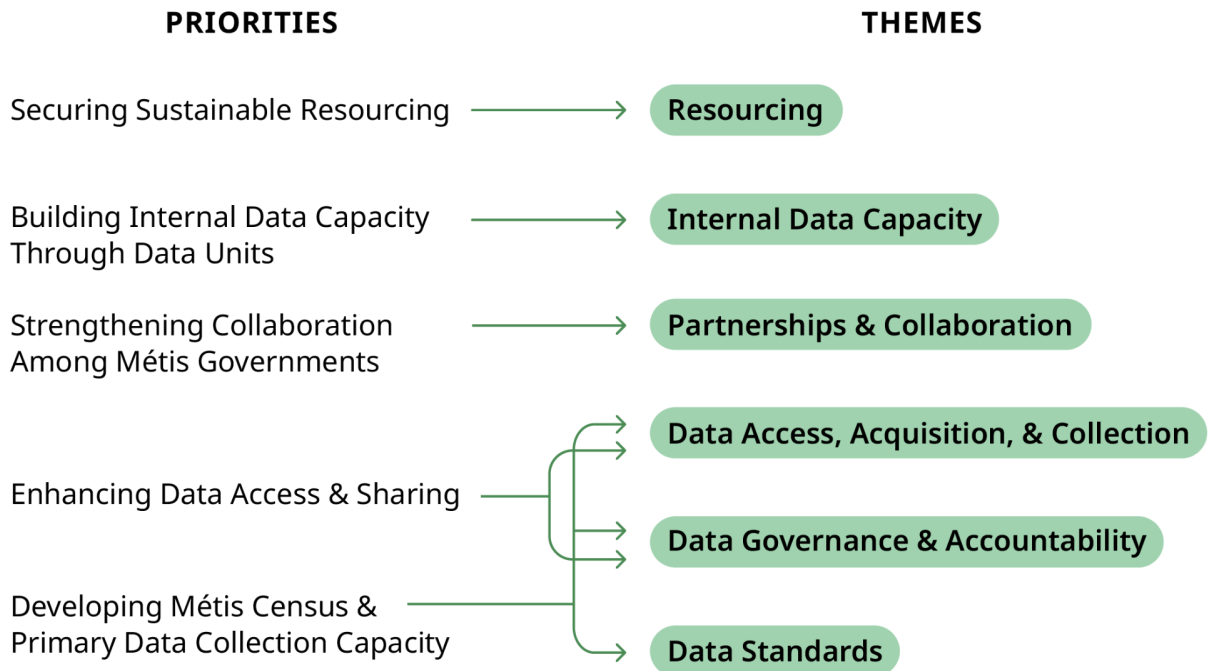 PRIORITIES
THEMES
Securing Sustainable Resourcing
Resourcing
Building Internal Data Capacity
Through Data Units
Internal Data Capacity
Strengthening Collaboration
Among Métis Governments
Partnerships & Collaboration
Enhancing Data Access & Sharing
Data Access, Acquisition, & Collection
Data Governance & Accountability
Developing Métis Census &
Primary Data Collection Capacity
Data Standards